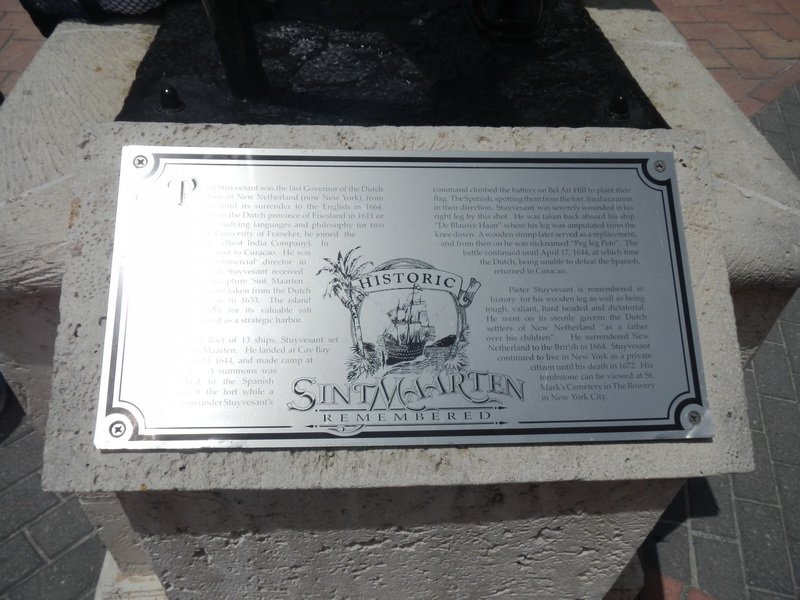 Pieter Stuyvesant was the last Governor of the Dutch
of New Netherland (now New York), from
until its surrender to the English in 1664.
in the Dutch province of Friesland in 1611 or
studying languages and philosophy for two
University of Franeker, he joined the
(West India Company). In
sent to Curacao. He was
commercial" director in
Stuyvesant received
capture Sint Maarten
taken from the Dutch
in 1633. The island
for its valuable salt
and as a strategic harbor.
fleet of 13 ships, Stuyvesant set
Maarten. He landed at Cay Bay
1644, and made camp at
A summons was
to the Spanish
at the fort while a
under Stuyvesant's
command climbed the battery on Bel Air Hill to plant their
flag. The Spanish, spotting them from the fort, fired a cannon
in their direction. Stuyvesant was severely wounded in his
right leg by this shot. He was taken back aboard his ship
"De Blauwe Haan" where his leg was amputated from the
knee down. A wooden stump later served as a replacement,
and from then on he was nicknamed "Peg leg Pete". The
battle continued until April 17, 1644, at which time
the Dutch, being unable to defeat the Spanish,
returned to Curacao.
Pieter Stuyvesant is remembered in
history for his wooden leg as well as being
tough, valiant, hard headed and dictatorial.
He went on to sternly govern the Dutch
settlers of New Netherland "as a father
over his children". He surrendered New
Netherland to the British in 1664. Stuyvesant
continued to live in New York as a private
citizen until his death in 1672. His
tombstone can be viewed at St.
Mark's Cemetery in The Bowery
in New York City.
HISTORIC
SINT MAARTEN
REMEMBERED